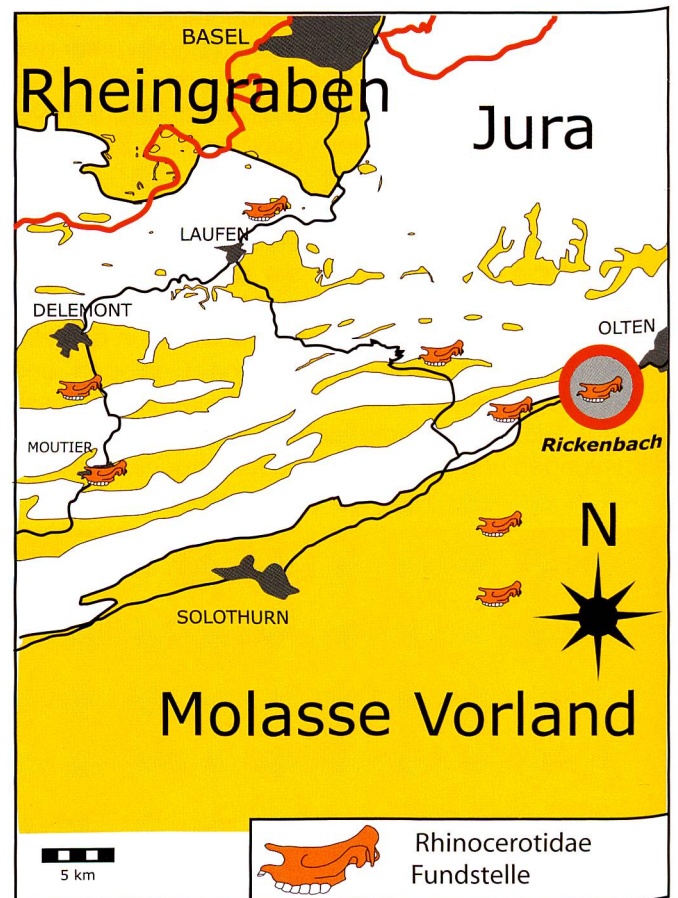 BASEL
Rheingraben
Jura
LAUFEN
DELEMONT
OLTEN
Rickenbach
MOUTIER
N
SOLOTHURN
Molasse Vorland
5 km
Rhinocerotidae
Fundstelle